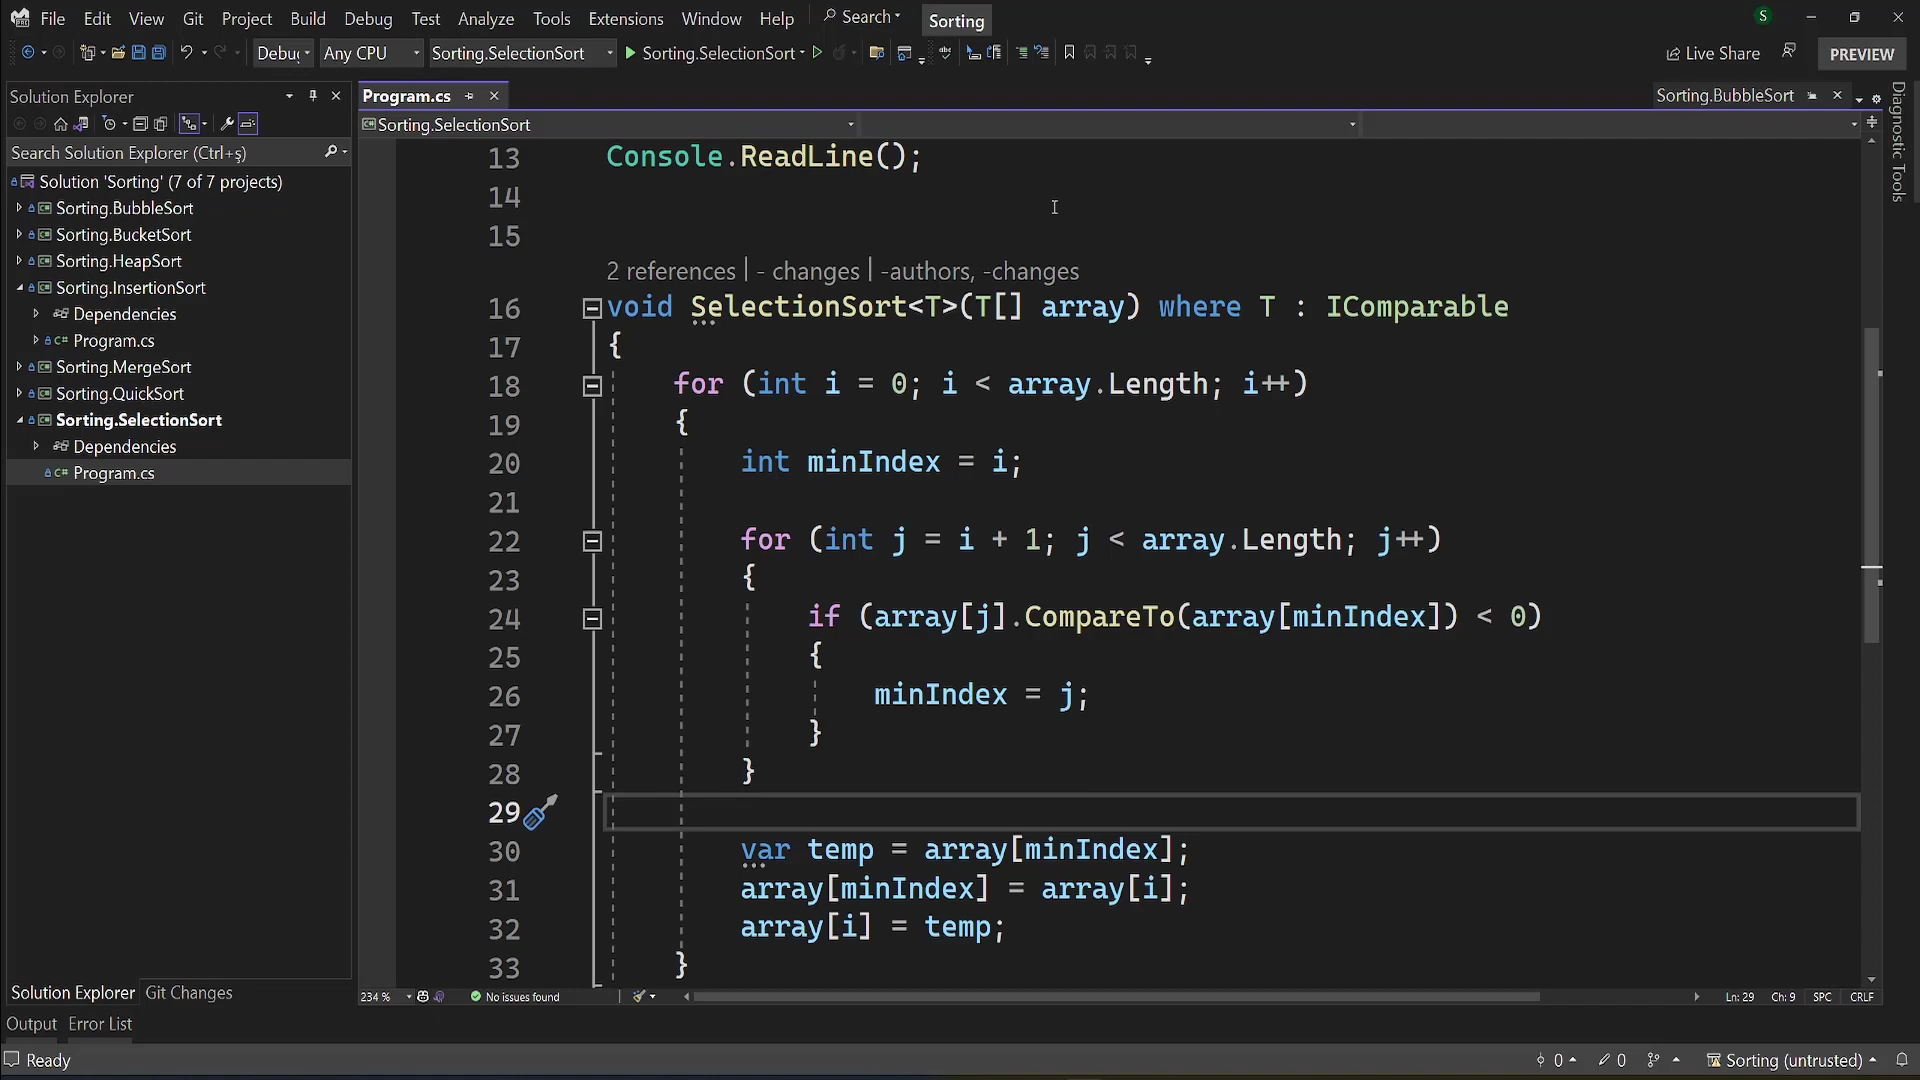 File Edit View Git Project Build Debug Test Analyze Tools Extensions Window Help Search Sorting S
Debug Any CPU Sorting.SelectionSort Sorting.SelectionSort Live Share PREVIEW
Solution Explorer
Search Solution Explorer (Ctrl+ş)
Solution 'Sorting' (7 of 7 projects)
Sorting.BubbleSort
Sorting.BucketSort
Sorting.HeapSort
Sorting.InsertionSort
Dependencies
C# Program.cs
Sorting.MergeSort
Sorting.QuickSort
Sorting.SelectionSort
Dependencies
C# Program.cs
Solution Explorer Git Changes
Program.cs Sorting.BubbleSort
Sorting.SelectionSort
13 Console.ReadLine();
14
15
2 references | - changes | -authors, -changes
16 void SelectionSort<T>(T[] array) where T : IComparable
17 {
18 for (int i = 0; i < array.Length; i++)
19 {
20 int minIndex = i;
21
22 for (int j = i + 1; j < array.Length; j++)
23 {
24 if (array[j].CompareTo(array[minIndex]) < 0)
25 {
26 minIndex = j;
27 }
28 }
29
30 var temp = array[minIndex];
31 array[minIndex] = array[i];
32 array[i] = temp;
33 }
234 % No issues found Ln: 29 Ch: 9 SPC CRLF
Diagnostic Tools
Output Error List
Ready 0 0 Sorting (untrusted)